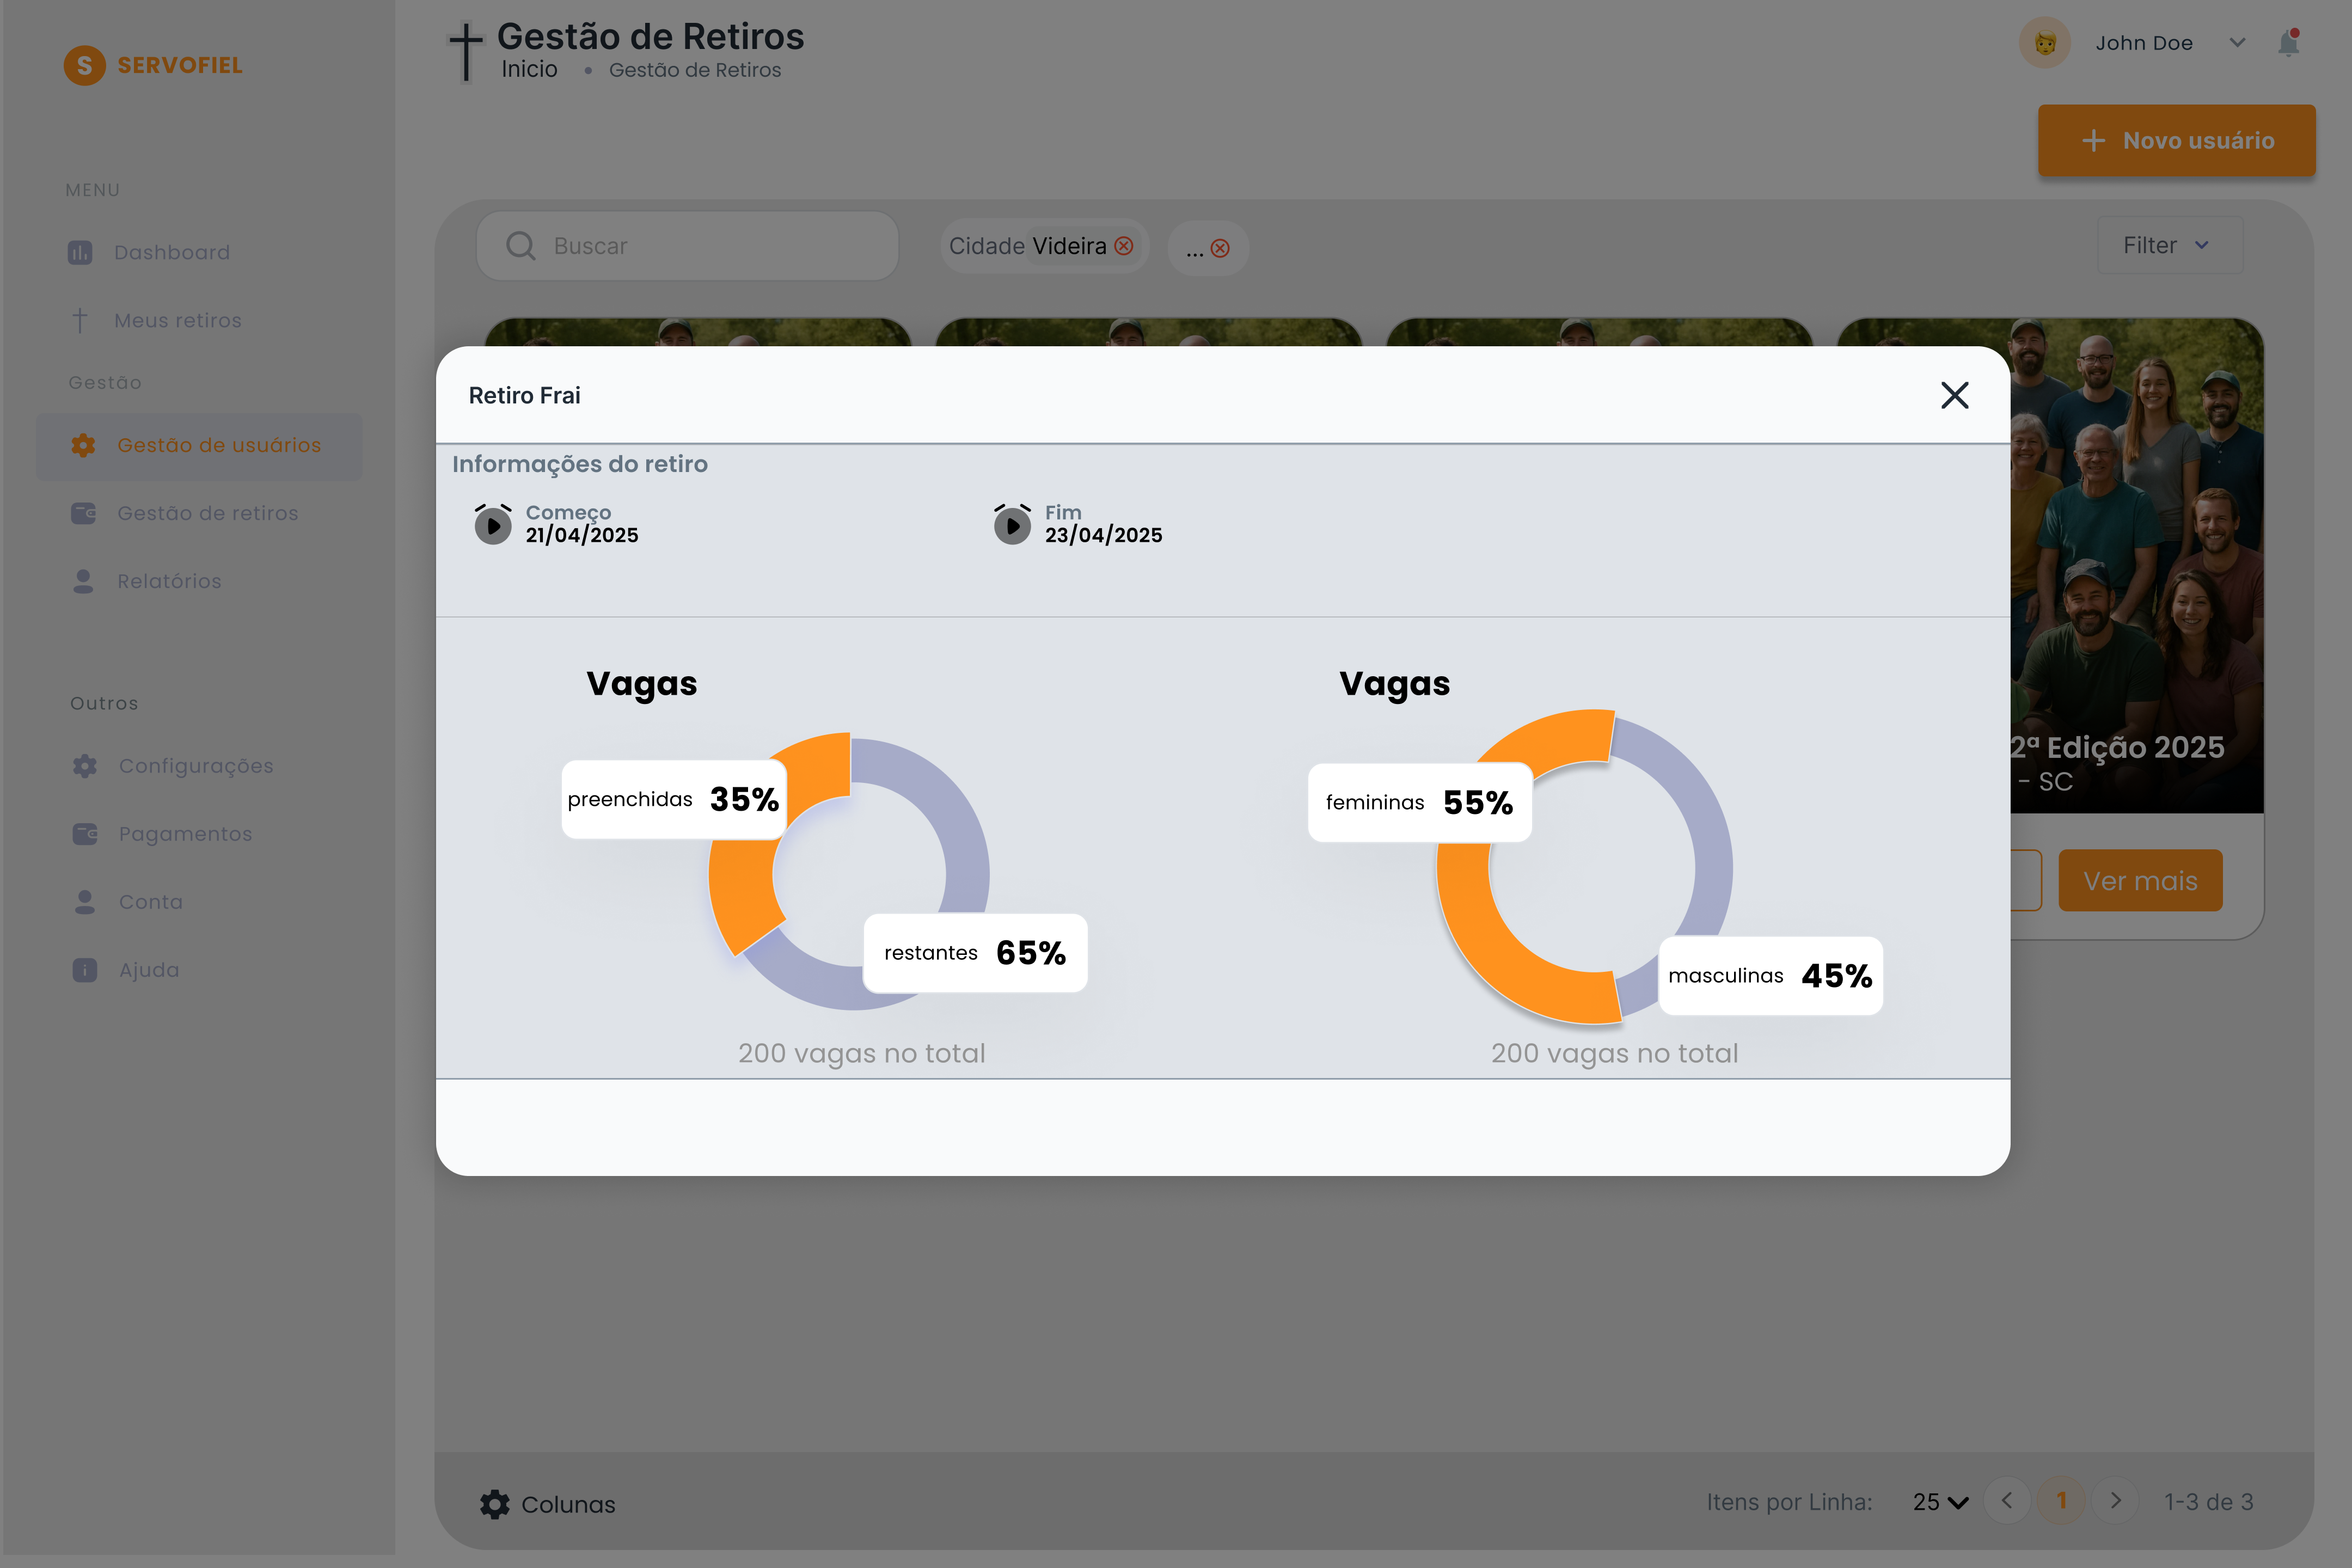 S SERVOFIEL
MENU
Dashboard
Meus retiros
Gestão
Gestão de usuários
Gestão de retiros
Relatórios
Outros
Configurações
Pagamentos
Conta
Ajuda
Gestão de Retiros
Inicio • Gestão de Retiros
John Doe
+ Novo usuário
Buscar
Cidade Videira
...
Filter
Retiro Frai
Informações do retiro
Começo
21/04/2025
Fim
23/04/2025
Vagas
preenchidas 35%
restantes 65%
200 vagas no total
Vagas
femininas 55%
masculinas 45%
200 vagas no total
2ª Edição 2025
- SC
Ver mais
Colunas
Itens por Linha: 25
1
1-3 de 3